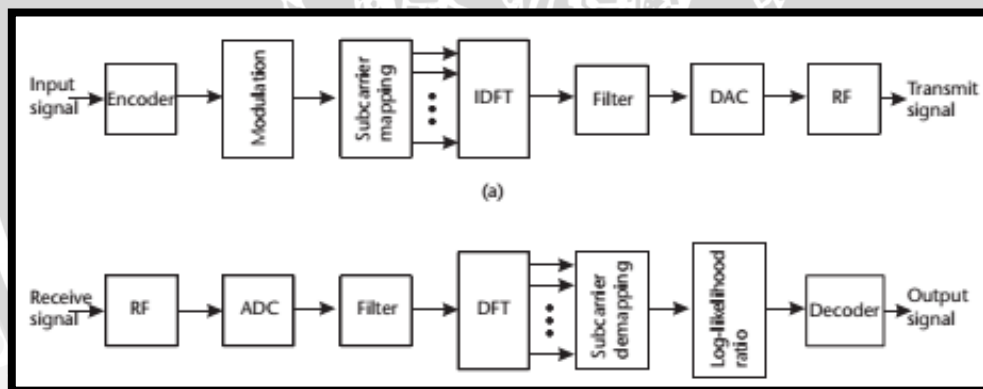 Input
signal
Encoder
Modulation
Subcarrier
mapping
IDFT
Filter
DAC
RF
Transmit
signal
(a)
Receive
signal
RF
ADC
Filter
DFT
Subcarrier
demapping
Log-likelihood
ratio
Decoder
Output
signal